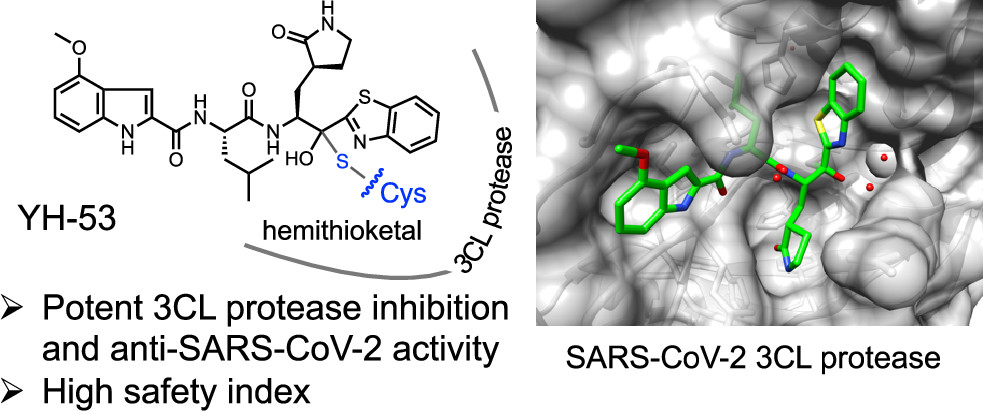 H
N
O
O
H
N
O
N
H
S
N
N
H
O
HO
S
Cys
YH-53
hemithioketal
3CL protease
➢ Potent 3CL protease inhibition
and anti-SARS-CoV-2 activity
➢ High safety index
SARS-CoV-2 3CL protease